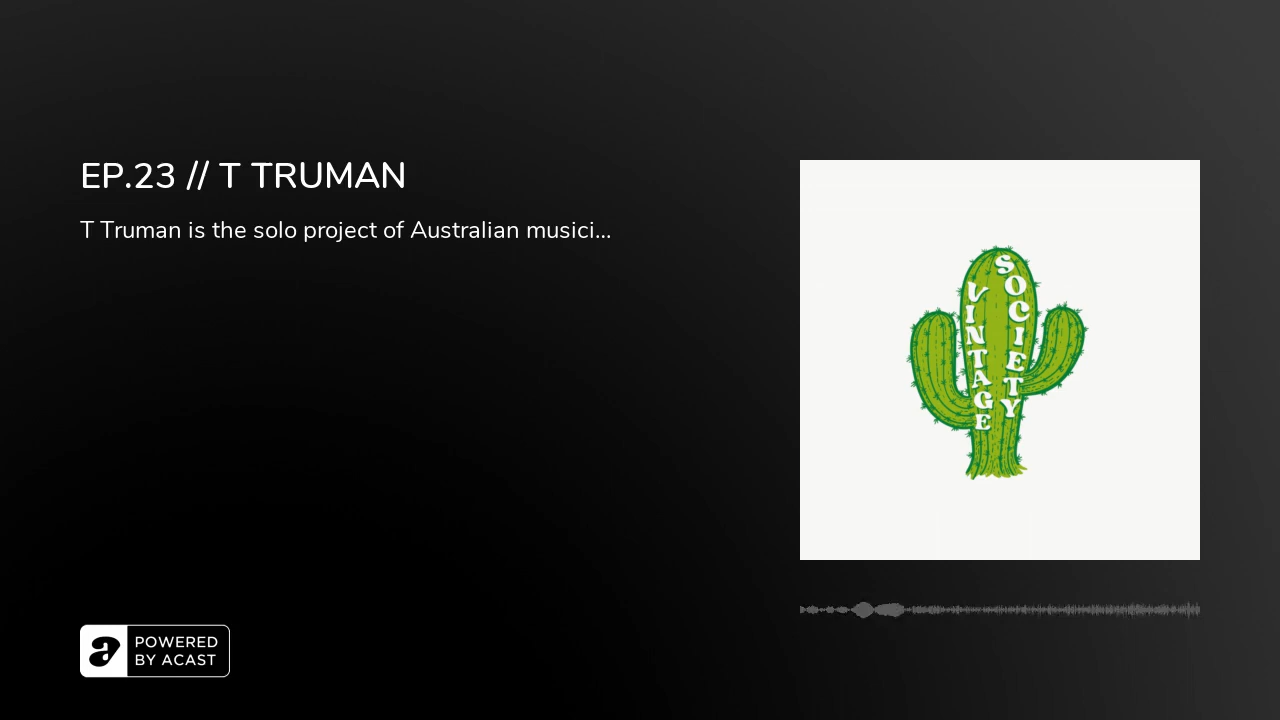 EP.23 // T TRUMAN
T Truman is the solo project of Australian musici...
VINTAGE
SOCIETY
a POWERED
BY ACAST